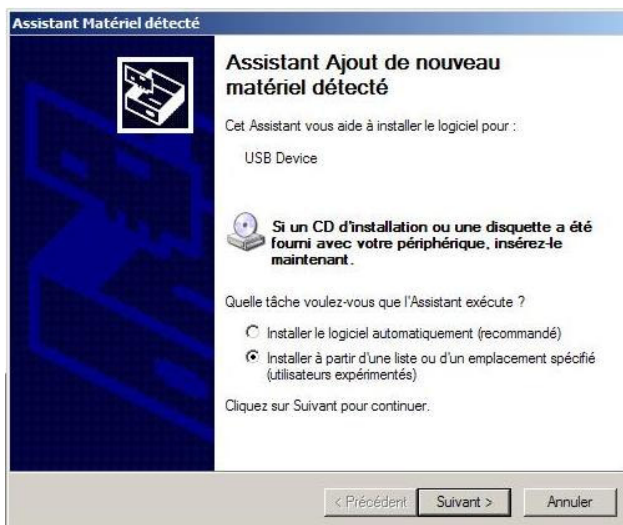 Assistant Matériel détecté
Assistant Ajout de nouveau
matériel détecté
Cet Assistant vous aide à installer le logiciel pour :
USB Device
Si un CD d'installation ou une disquette a été
fourni avec votre périphérique, insérez-le
maintenant.
Quelle tâche voulez-vous que l'Assistant exécute ?
Installer le logiciel automatiquement (recommandé)
Installer à partir d'une liste ou d'un emplacement spécifié
(utilisateurs expérimentés)
Cliquez sur Suivant pour continuer.
< Précédent Suivant > Annuler